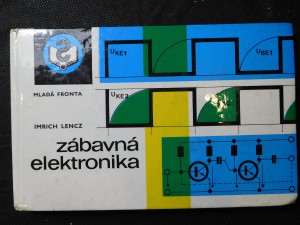 UKE1
UBE1
MLADÁ FRONTA
UKE2
IMRICH LENCZ
zábavná
elektronika